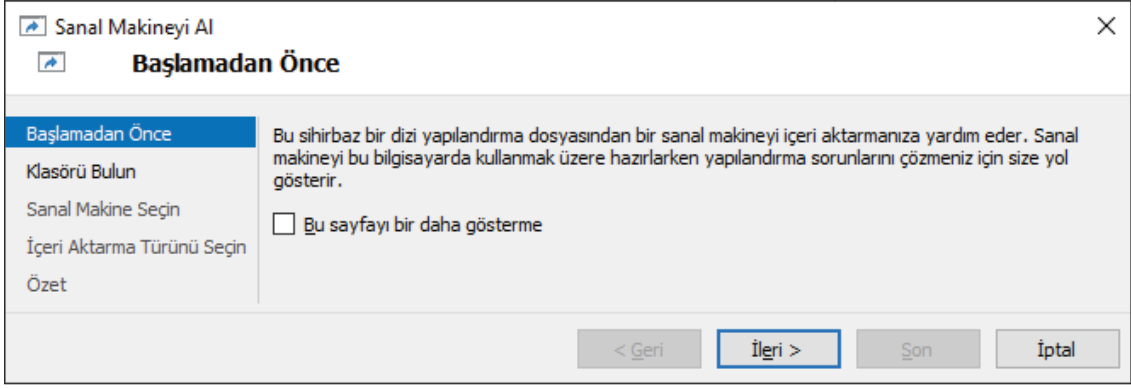 Sanal Makineyi Al
Başlamadan Önce
Başlamadan Önce
Klasörü Bulun
Sanal Makine Seçin
İçeri Aktarma Türünü Seçin
Özet
Bu sihirbaz bir dizi yapılandırma dosyasından bir sanal makineyi içeri aktarmanıza yardım eder. Sanal
makineyi bu bilgisayarda kullanmak üzere hazırlarken yapılandırma sorunlarını çözmeniz için size yol
gösterir.
Bu sayfayı bir daha gösterme
< Geri
İleri >
Son
İptal